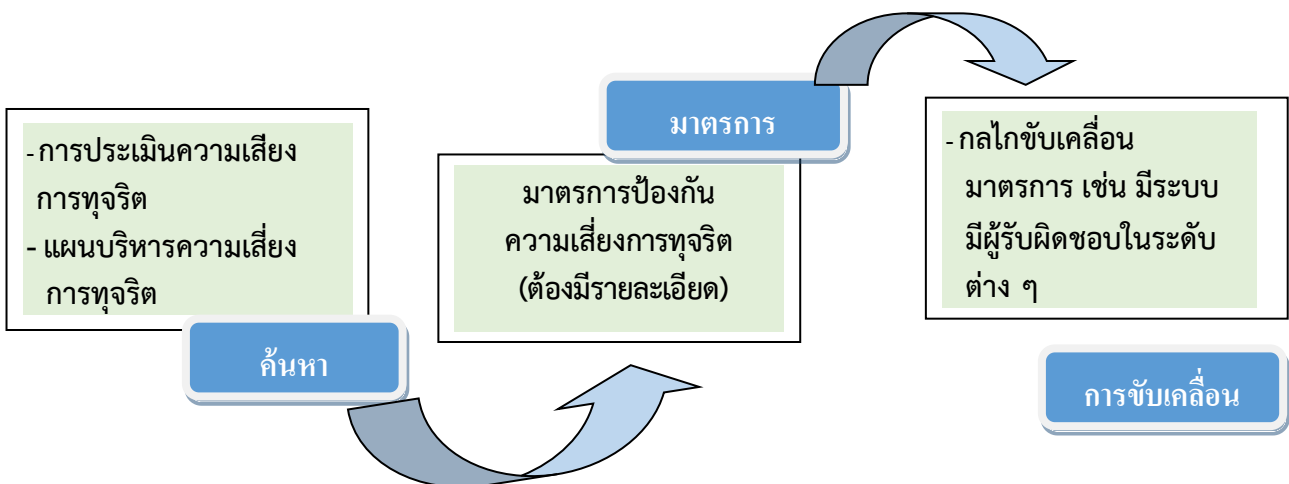 - การประเมินความเสียง
การทุจริต
- แผนบริหารความเสี่ยง
การทุจริต
ค้นหา
มาตรการ
มาตรการป้องกัน
ความเสี่ยงการทุจริต
(ต้องมีรายละเอียด)
- กลไกขับเคลื่อน
มาตรการ เช่น มีระบบ
มีผู้รับผิดชอบในระดับ
ต่าง ๆ
การขับเคลื่อน